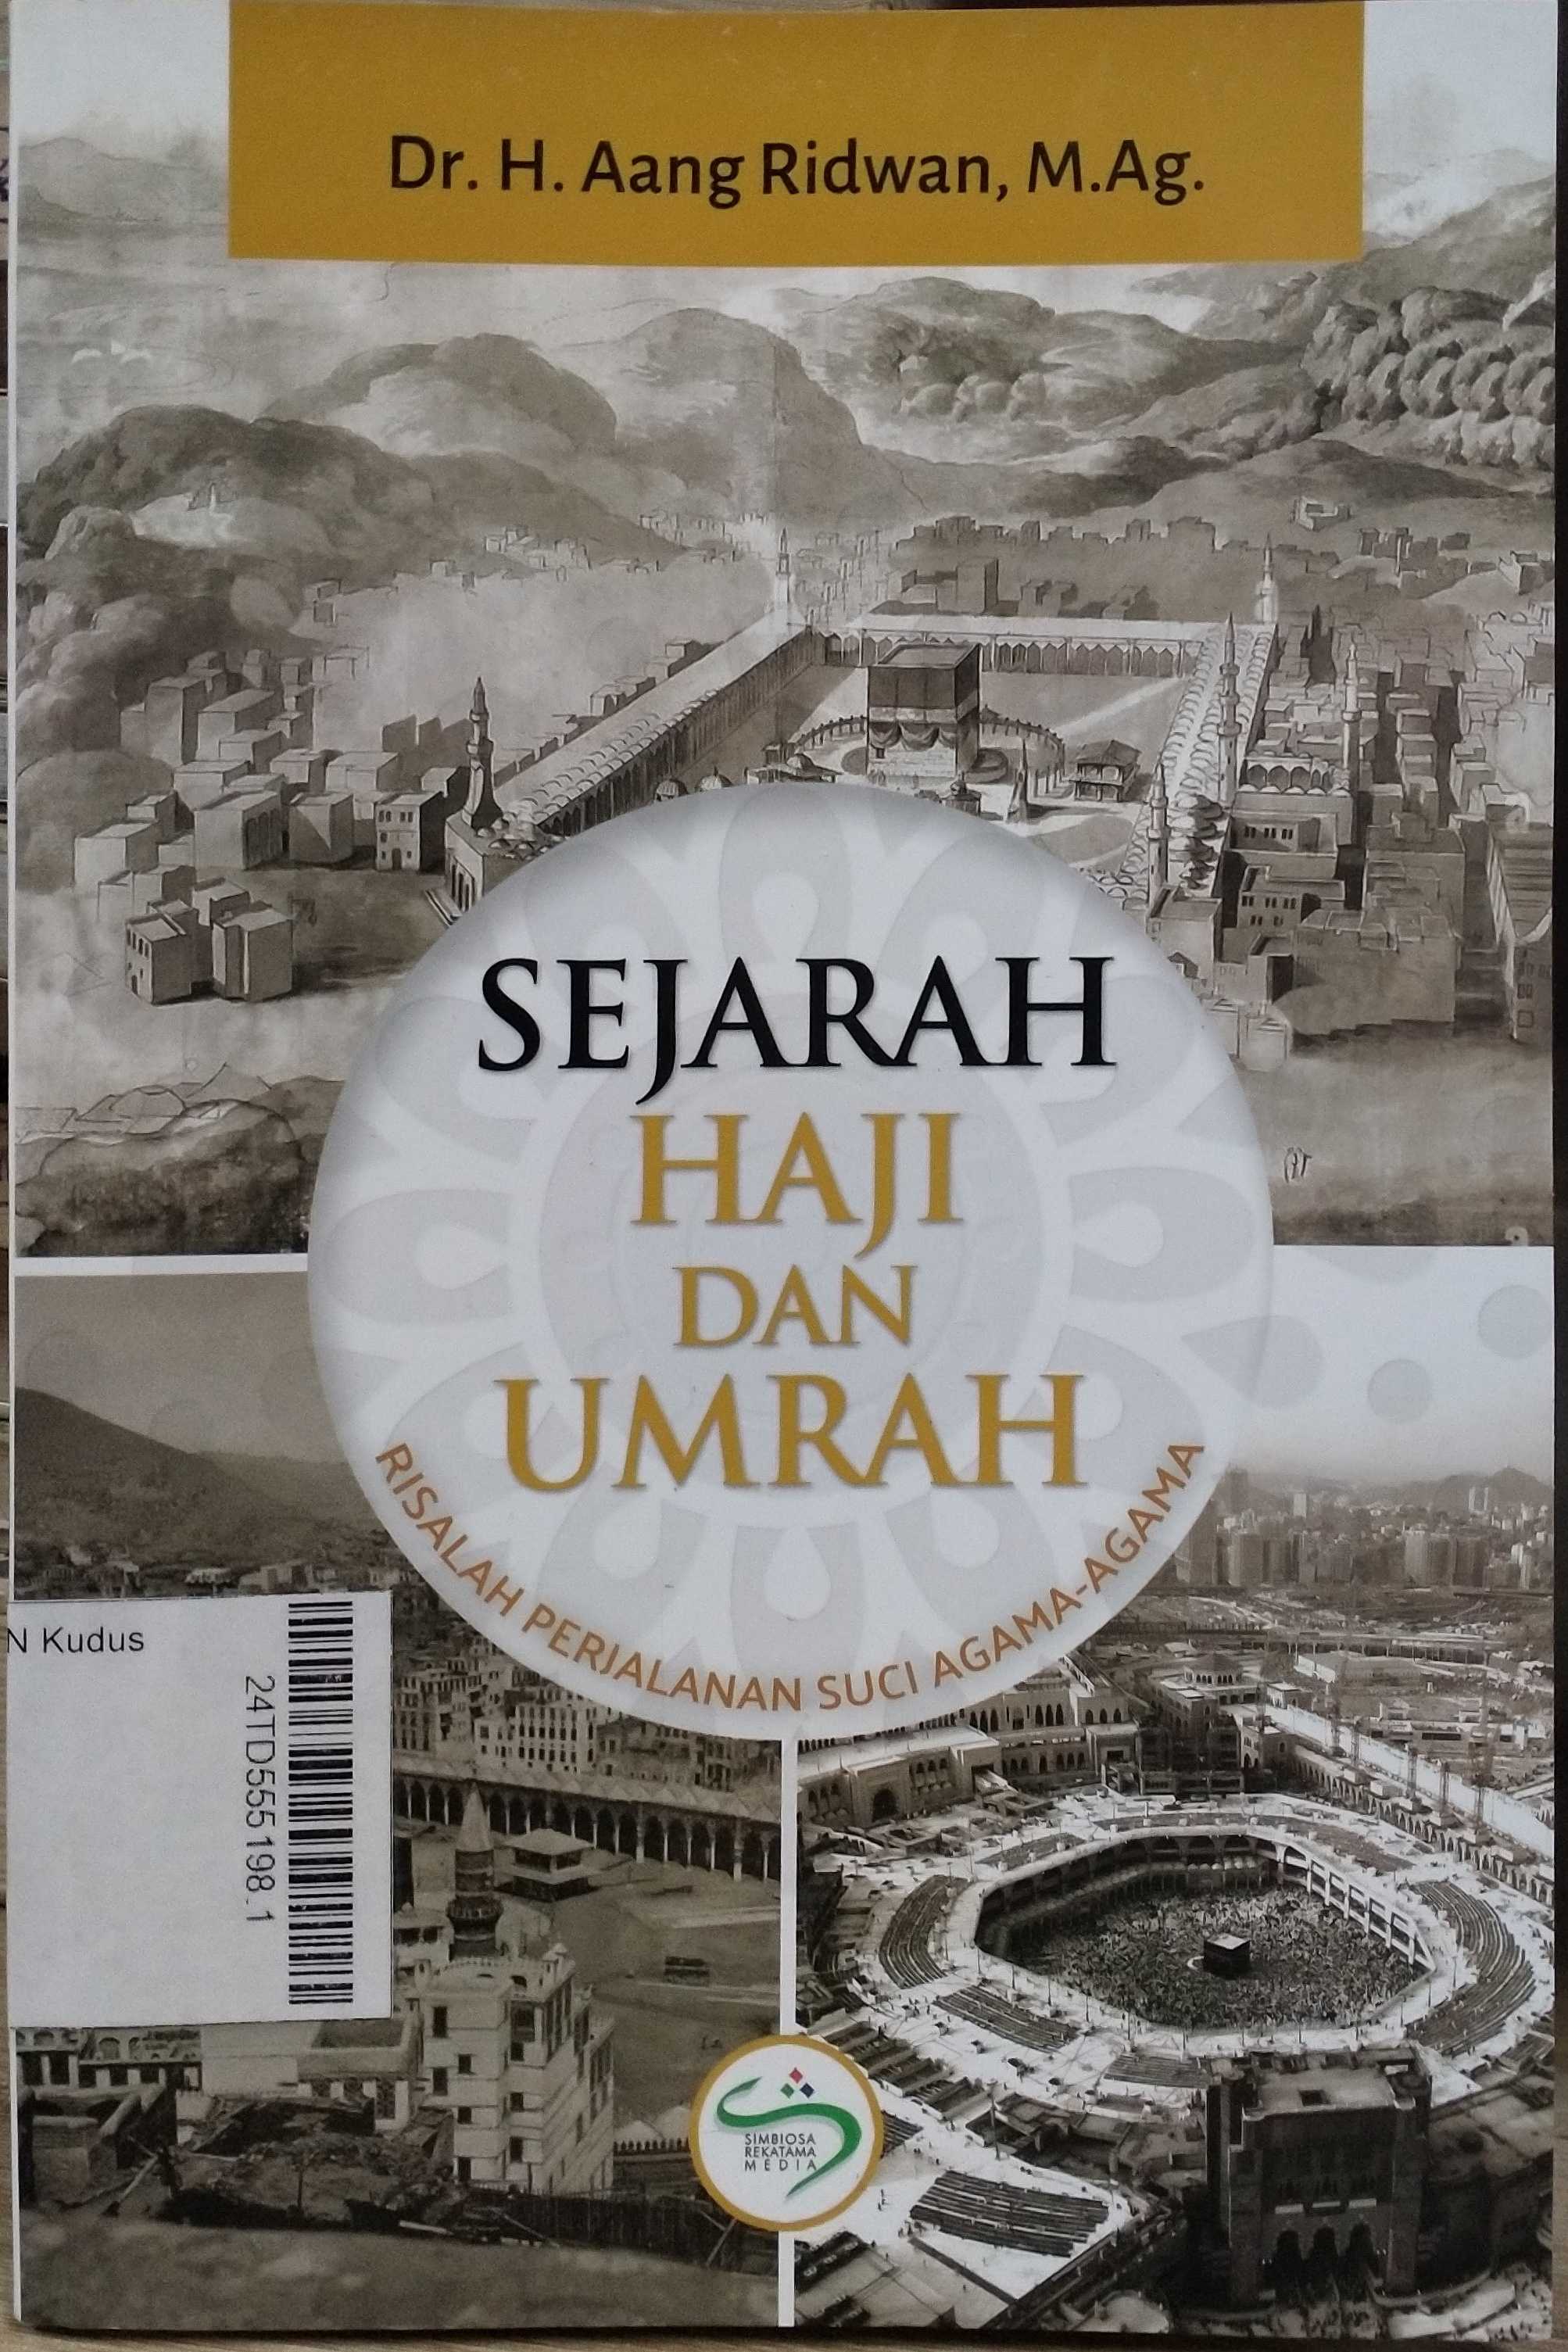 Dr. H. Aang Ridwan, M.Ag.
SEJARAH
HAJI
DAN
UMRAH
RISALAH PERJALANAN SUCI AGAMA-AGAMA
N Kudus
24TD555198.1
SIMBIOSA
REKATAMA
MEDIA